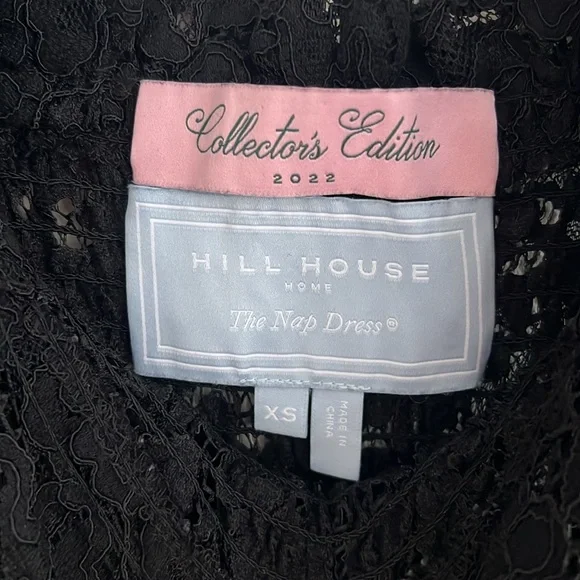 Collector's Edition
2022
HILL HOUSE
HOME
The Nap Dress®
XS
MADE IN
CHINA